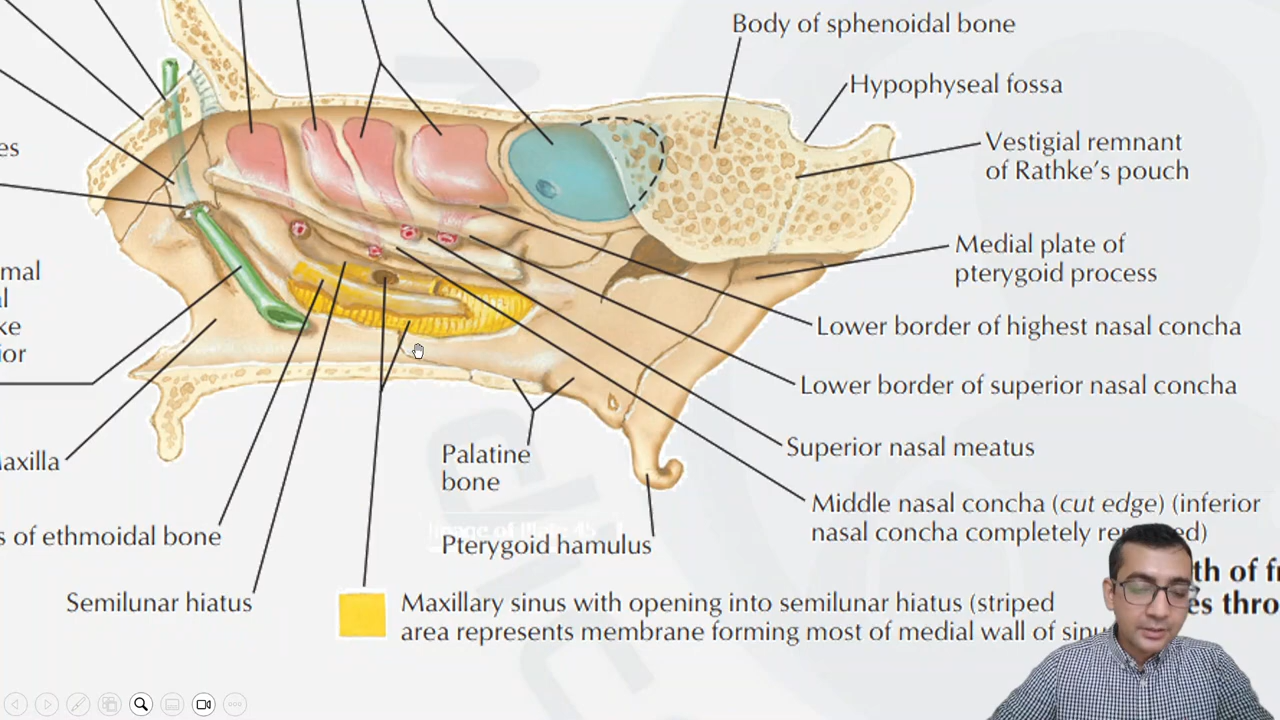 Body of sphenoidal bone
Hypophyseal fossa
Vestigial remnant
of Rathke's pouch
es
Medial plate of
pterygoid process
mal
al
ke
ior
Lower border of highest nasal concha
Lower border of superior nasal concha
Superior nasal meatus
axilla
Palatine
bone
Middle nasal concha (cut edge) (inferior
nasal concha completely ed)
s of ethmoidal bone
Pterygoid hamulus
th of f
es thro
Semilunar hiatus
Maxillary sinus with opening into semilunar hiatus (striped
area represents membrane forming most of medial wall of sinu